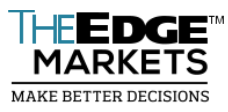 THEEDGE™
MARKETS
MAKE BETTER DECISIONS